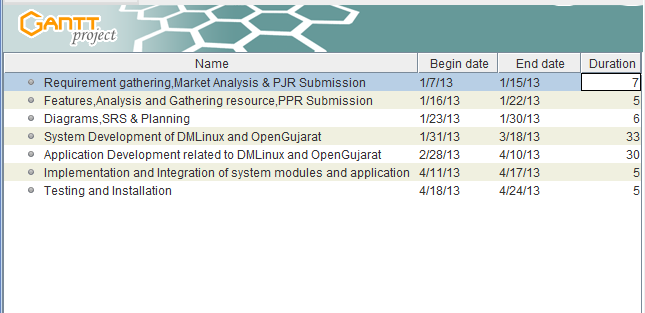 GANTT
project
Name Begin date End date Duration
Requirement gathering,Market Analysis & PJR Submission 1/7/13 1/15/13 7
Features,Analysis and Gathering resource,PPR Submission 1/16/13 1/22/13 5
Diagrams,SRS & Planning 1/23/13 1/30/13 6
System Development of DMLinux and OpenGujarat 1/31/13 3/18/13 33
Application Development related to DMLinux and OpenGujarat 2/28/13 4/10/13 30
Implementation and Integration of system modules and application 4/11/13 4/17/13 5
Testing and Installation 4/18/13 4/24/13 5